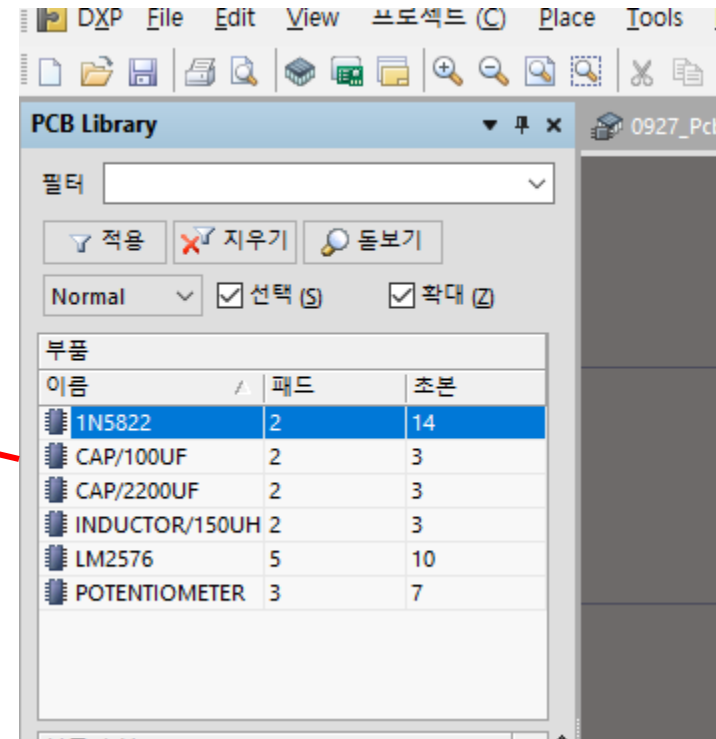 DXP File Edit View 프로젝트 (C) Place Tools
PCB Library
0927_Pcb
필터
적용 지우기 돋보기
Normal 선택 (S) 확대 (Z)
부품
이름 패드 초본
1N5822 2 14
CAP/100UF 2 3
CAP/2200UF 2 3
INDUCTOR/150UH 2 3
LM2576 5 10
POTENTIOMETER 3 7